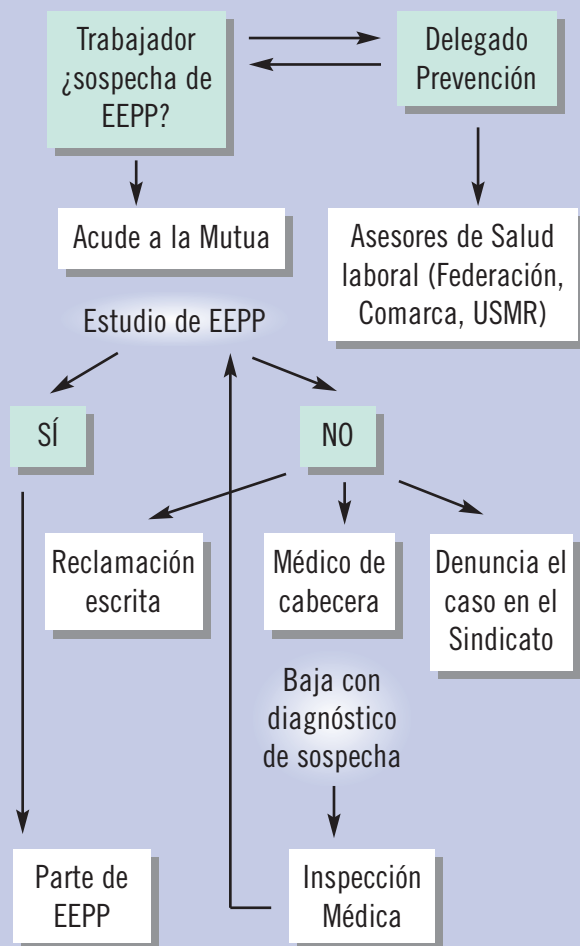 Trabajador
¿sospecha de
EEPP?
Delegado
Prevención
Acude a la Mutua
Asesores de Salud
laboral (Federación,
Comarca, USMR)
Estudio de EEPP
SÍ
NO
Reclamación
escrita
Médico de
cabecera
Denuncia el
caso en el
Sindicato
Baja con
diagnóstico
de sospecha
Parte de
EEPP
Inspección
Médica